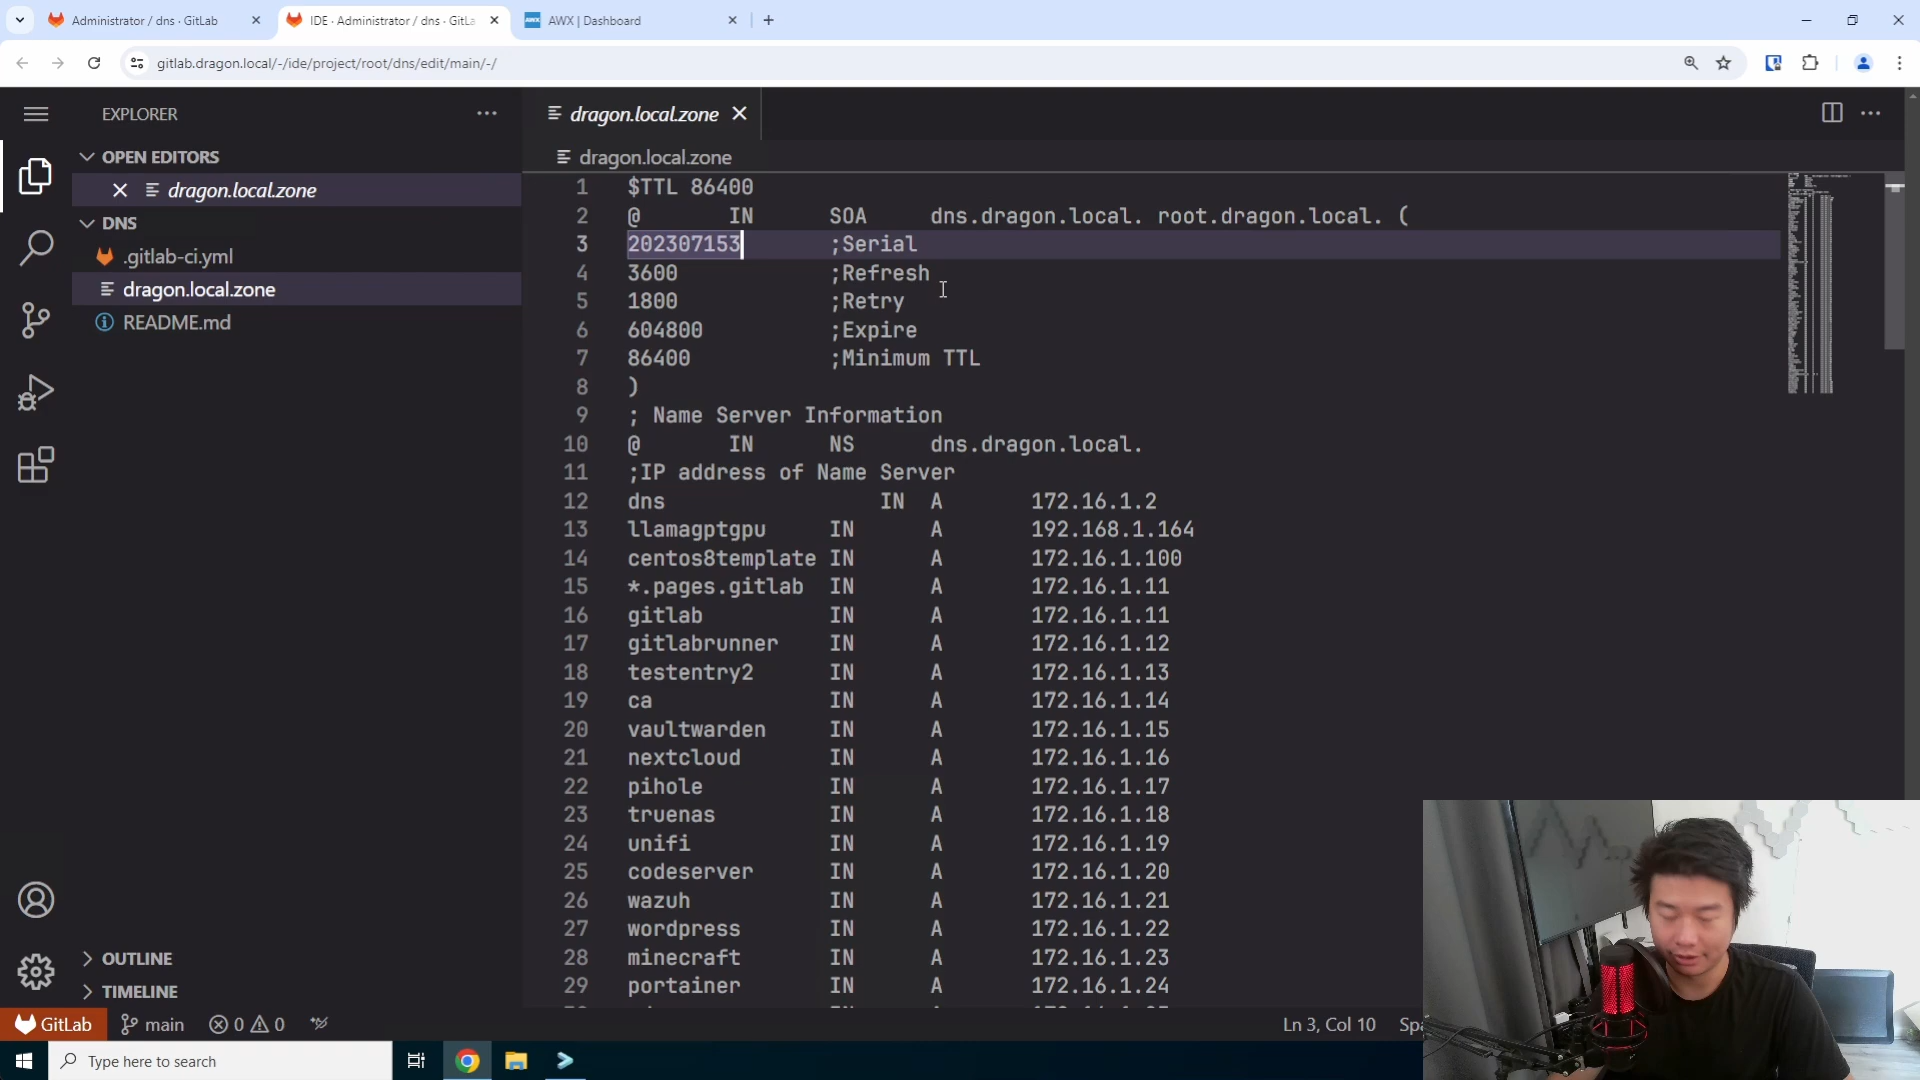 Administrator / dns · GitLab
IDE · Administrator / dns · GitLa
AWX | Dashboard
gitlab.dragon.local/-/ide/project/root/dns/edit/main/-/
EXPLORER
OPEN EDITORS
dragon.local.zone
DNS
.gitlab-ci.yml
dragon.local.zone
README.md
OUTLINE
TIMELINE
dragon.local.zone
dragon.local.zone
1 $TTL 86400
2 @ IN SOA dns.dragon.local. root.dragon.local. (
3 202307153 ;Serial
4 3600 ;Refresh
5 1800 ;Retry
6 604800 ;Expire
7 86400 ;Minimum TTL
8 )
9 ; Name Server Information
10 @ IN NS dns.dragon.local.
11 ;IP address of Name Server
12 dns IN A 172.16.1.2
13 llamagptgpu IN A 192.168.1.164
14 centos8template IN A 172.16.1.100
15 *.pages.gitlab IN A 172.16.1.11
16 gitlab IN A 172.16.1.11
17 gitlabrunner IN A 172.16.1.12
18 testentry2 IN A 172.16.1.13
19 ca IN A 172.16.1.14
20 vaultwarden IN A 172.16.1.15
21 nextcloud IN A 172.16.1.16
22 pihole IN A 172.16.1.17
23 truenas IN A 172.16.1.18
24 unifi IN A 172.16.1.19
25 codeserver IN A 172.16.1.20
26 wazuh IN A 172.16.1.21
27 wordpress IN A 172.16.1.22
28 minecraft IN A 172.16.1.23
29 portainer IN A 172.16.1.24
GitLab main 0 0 Ln 3, Col 10 Spa
Type here to search